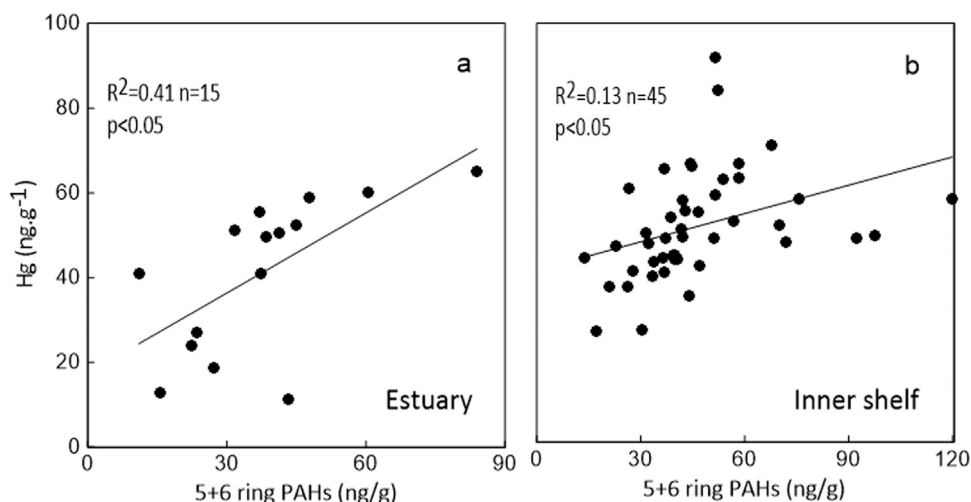 100
80
60
40
20
0
Hg (ng.g⁻¹)
a
R²=0.41 n=15
p<0.05
Estuary
0 30 60 90
5+6 ring PAHs (ng/g)
b
R²=0.13 n=45
p<0.05
Inner shelf
0 30 60 90 120
5+6 ring PAHs (ng/g)